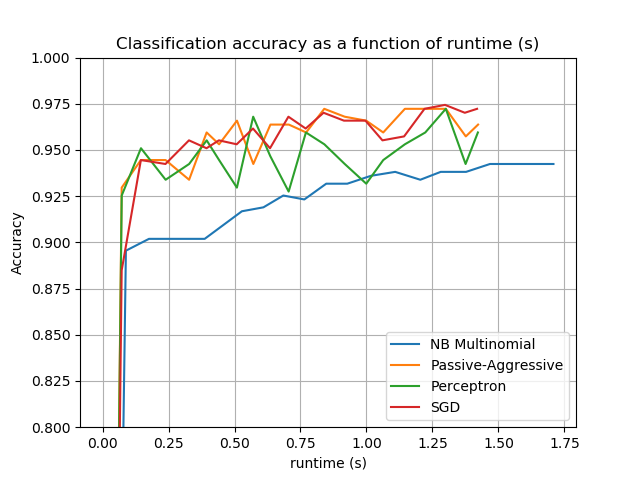 Classification accuracy as a function of runtime (s)
1.000
0.975
0.950
0.925
0.900
0.875
0.850
0.825
0.800
Accuracy
NB Multinomial
Passive-Aggressive
Perceptron
SGD
0.00 0.25 0.50 0.75 1.00 1.25 1.50 1.75
runtime (s)